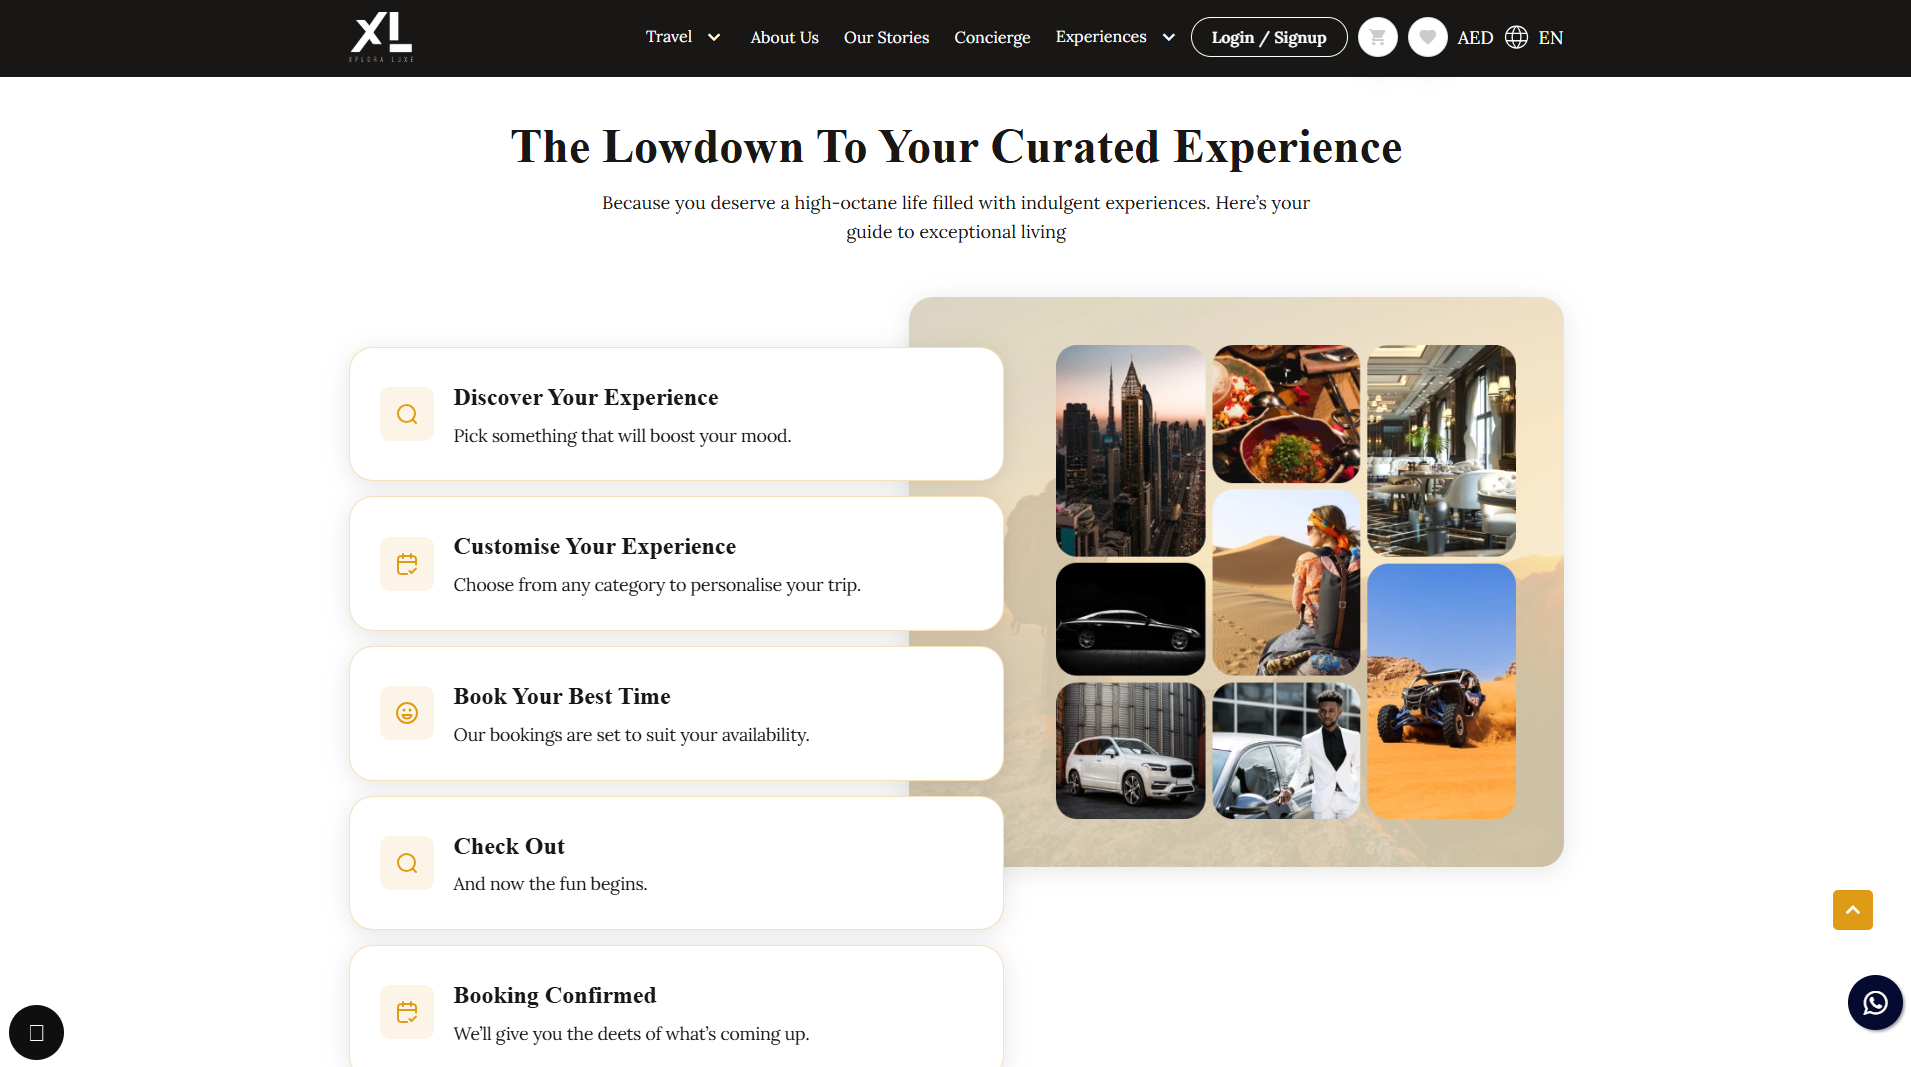 XL
XPLORA LUXE
Travel
About Us
Our Stories
Concierge
Experiences
Login / Signup
AED
EN
The Lowdown To Your Curated Experience
Because you deserve a high-octane life filled with indulgent experiences. Here’s your
guide to exceptional living
Discover Your Experience
Pick something that will boost your mood.
Customise Your Experience
Choose from any category to personalise your trip.
Book Your Best Time
Our bookings are set to suit your availability.
Check Out
And now the fun begins.
Booking Confirmed
We’ll give you the deets of what’s coming up.